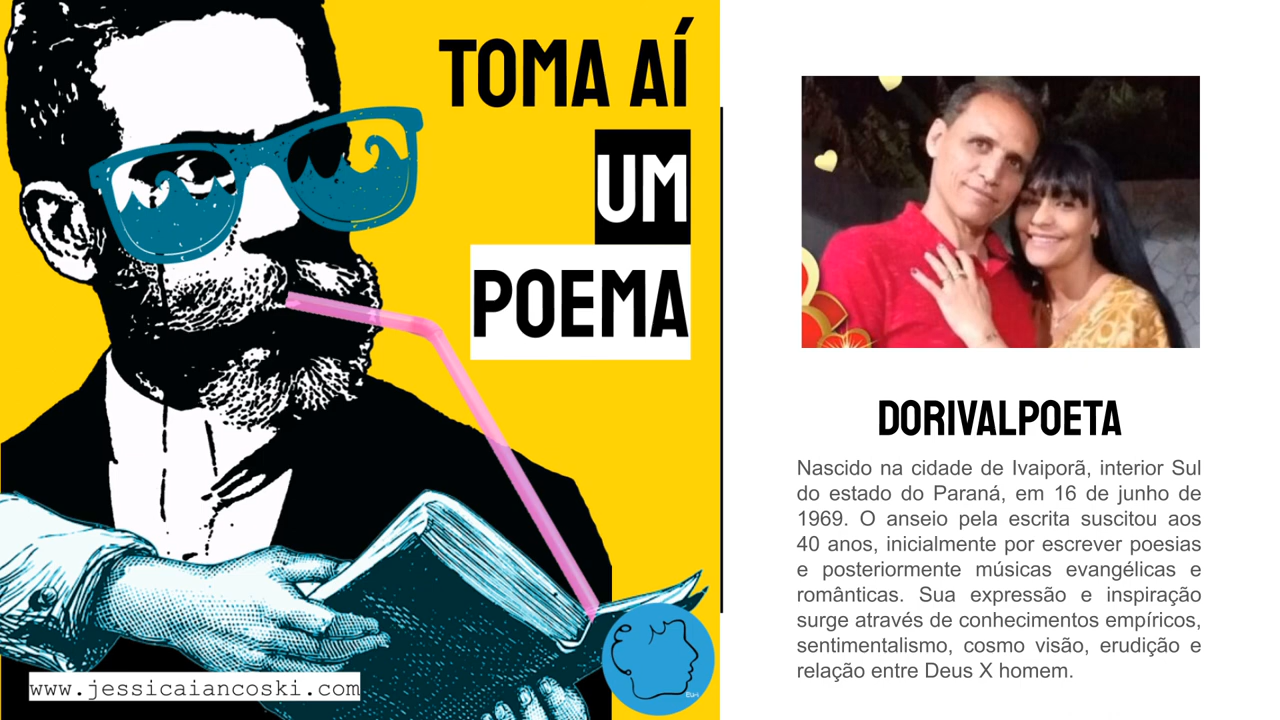 TOMA AÍ
UM
POEMA
www.jessicaiancoski.com
DORIVALPOETA
Nascido na cidade de Ivaiporã, interior Sul
do estado do Paraná, em 16 de junho de
1969. O anseio pela escrita suscitou aos
40 anos, inicialmente por escrever poesias
e posteriormente músicas evangélicas e
românticas. Sua expressão e inspiração
surge através de conhecimentos empíricos,
sentimentalismo, cosmo visão, erudição e
relação entre Deus X homem.